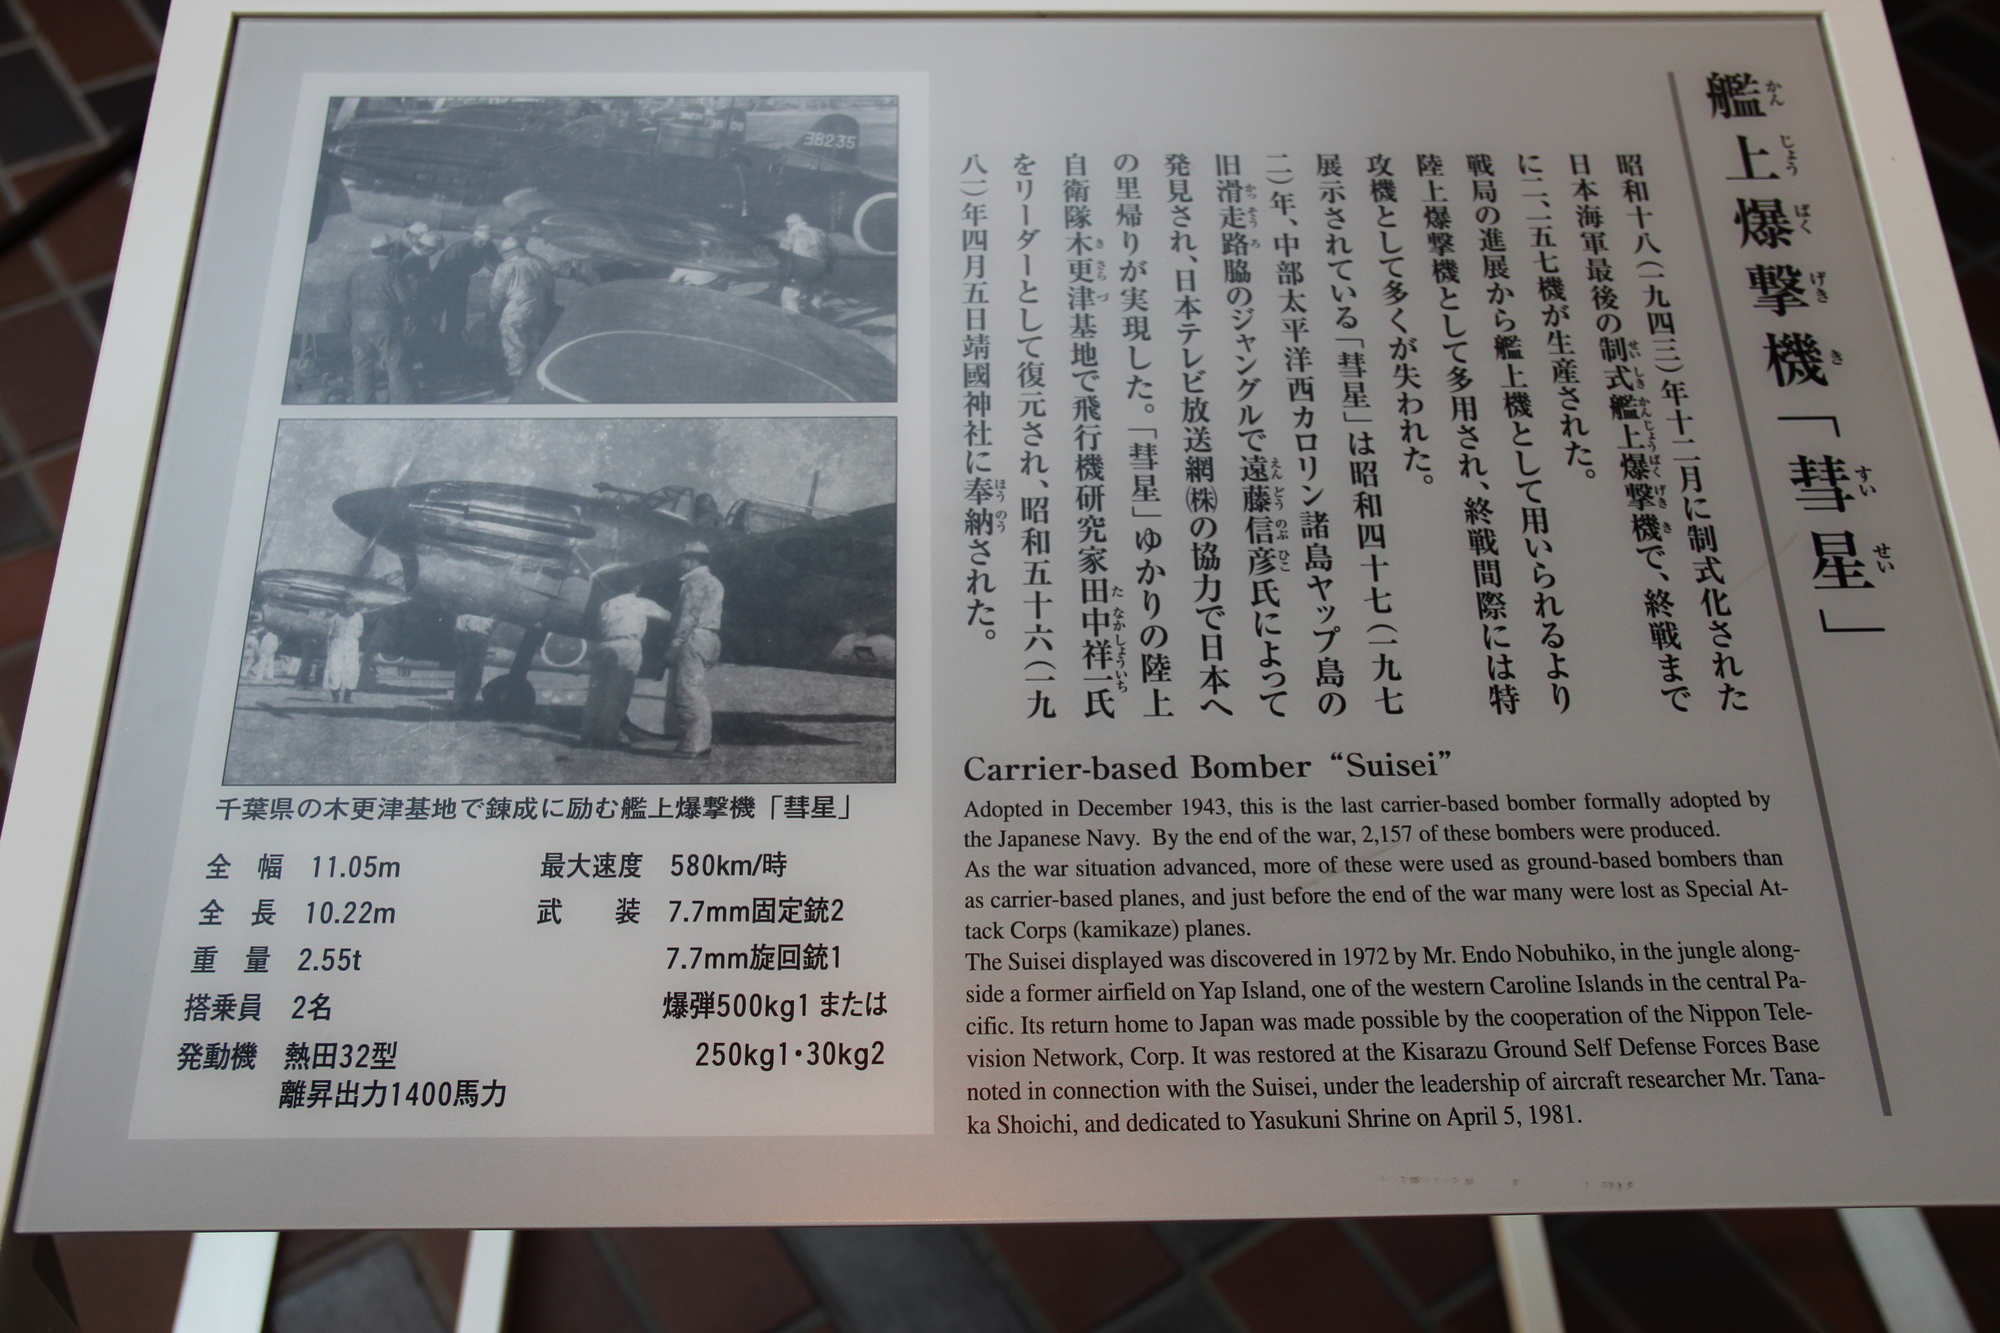 艦上爆撃機「彗星」
かん じょう ばく げき き すい せい
昭和十八(一九四三)年十二月に制式化された
日本海軍最後の制式艦上爆撃機で、終戦まで
に二、一五七機が生産された。
戦局の進展から艦上機として用いられるより
陸上爆撃機として多用され、終戦間際には特
攻機として多くが失われた。
展示されている「彗星」は昭和四十七(一九七
二)年、中部太平洋西カロリン諸島ヤップ島の
旧滑走路脇のジャングルで遠藤信彦氏によって
発見され、日本テレビ放送網㈱の協力で日本へ
の里帰りが実現した。「彗星」ゆかりの陸上
自衛隊木更津基地で飛行機研究家田中祥一氏
をリーダーとして復元され、昭和五十六(一九
八一)年四月五日靖國神社に奉納された。
Carrier-based Bomber “Suisei”
Adopted in December 1943, this is the last carrier-based bomber formally adopted by
the Japanese Navy. By the end of the war, 2,157 of these bombers were produced.
As the war situation advanced, more of these were used as ground-based bombers than
as carrier-based planes, and just before the end of the war many were lost as Special At-
tack Corps (kamikaze) planes.
The Suisei displayed was discovered in 1972 by Mr. Endo Nobuhiko, in the jungle along-
side a former airfield on Yap Island, one of the western Caroline Islands in the central Pa-
cific. Its return home to Japan was made possible by the cooperation of the Nippon Tele-
vision Network, Corp. It was restored at the Kisarazu Ground Self Defense Forces Base
noted in connection with the Suisei, under the leadership of aircraft researcher Mr. Tana-
ka Shoichi, and dedicated to Yasukuni Shrine on April 5, 1981.
千葉県の木更津基地で錬成に励む艦上爆撃機「彗星」
全 幅 11.05m
全 長 10.22m
重 量 2.55t
搭乗員 2名
発動機 熱田32型
離昇出力1400馬力
最大速度 580km/時
武 装 7.7mm固定銃2
7.7mm旋回銃1
爆弾500kg1 または
250kg1・30kg2